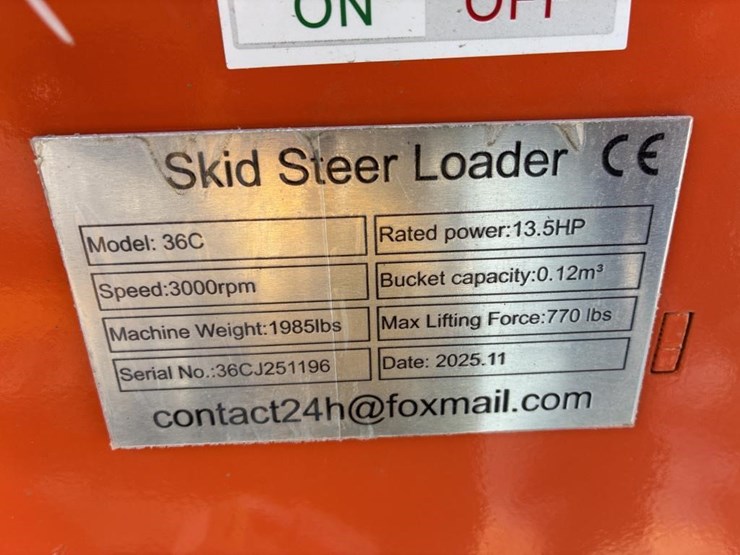 ON OFF
Skid Steer Loader CE
Model: 36C
Rated power:13.5HP
Speed:3000rpm
Bucket capacity:0.12m³
Machine Weight:1985lbs
Max Lifting Force:770 lbs
Serial No.:36CJ251196
Date: 2025.11
contact24h@foxmail.com